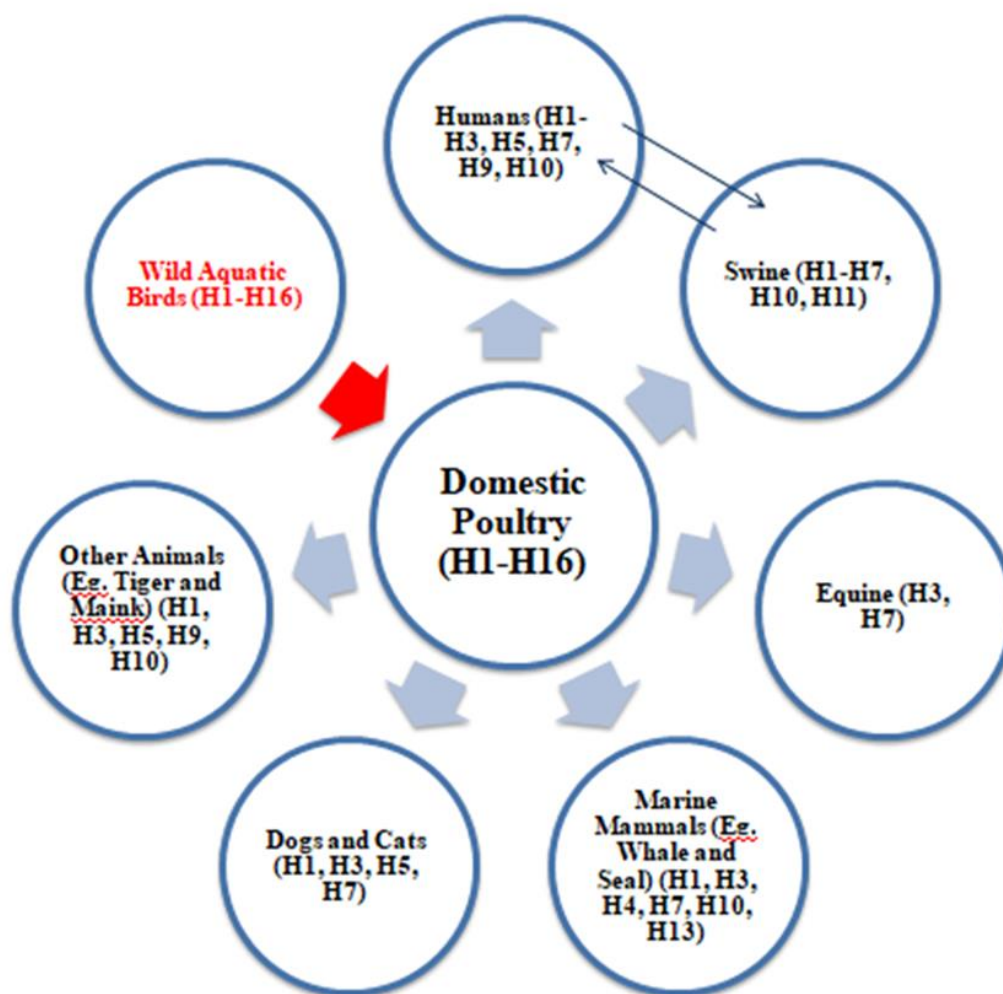 Humans (H1-
H3, H5, H7,
H9, H10)
Wild Aquatic
Birds (H1-H16)
Swine (H1-H7,
H10, H11)
Domestic
Poultry
(H1-H16)
Other Animals
(Eg. Tiger and
Maink) (H1,
H3, H5, H9,
H10)
Equine (H3,
H7)
Dogs and Cats
(H1, H3, H5,
H7)
Marine
Mammals (Eg.
Whale and
Seal) (H1, H3,
H4, H7, H10,
H13)